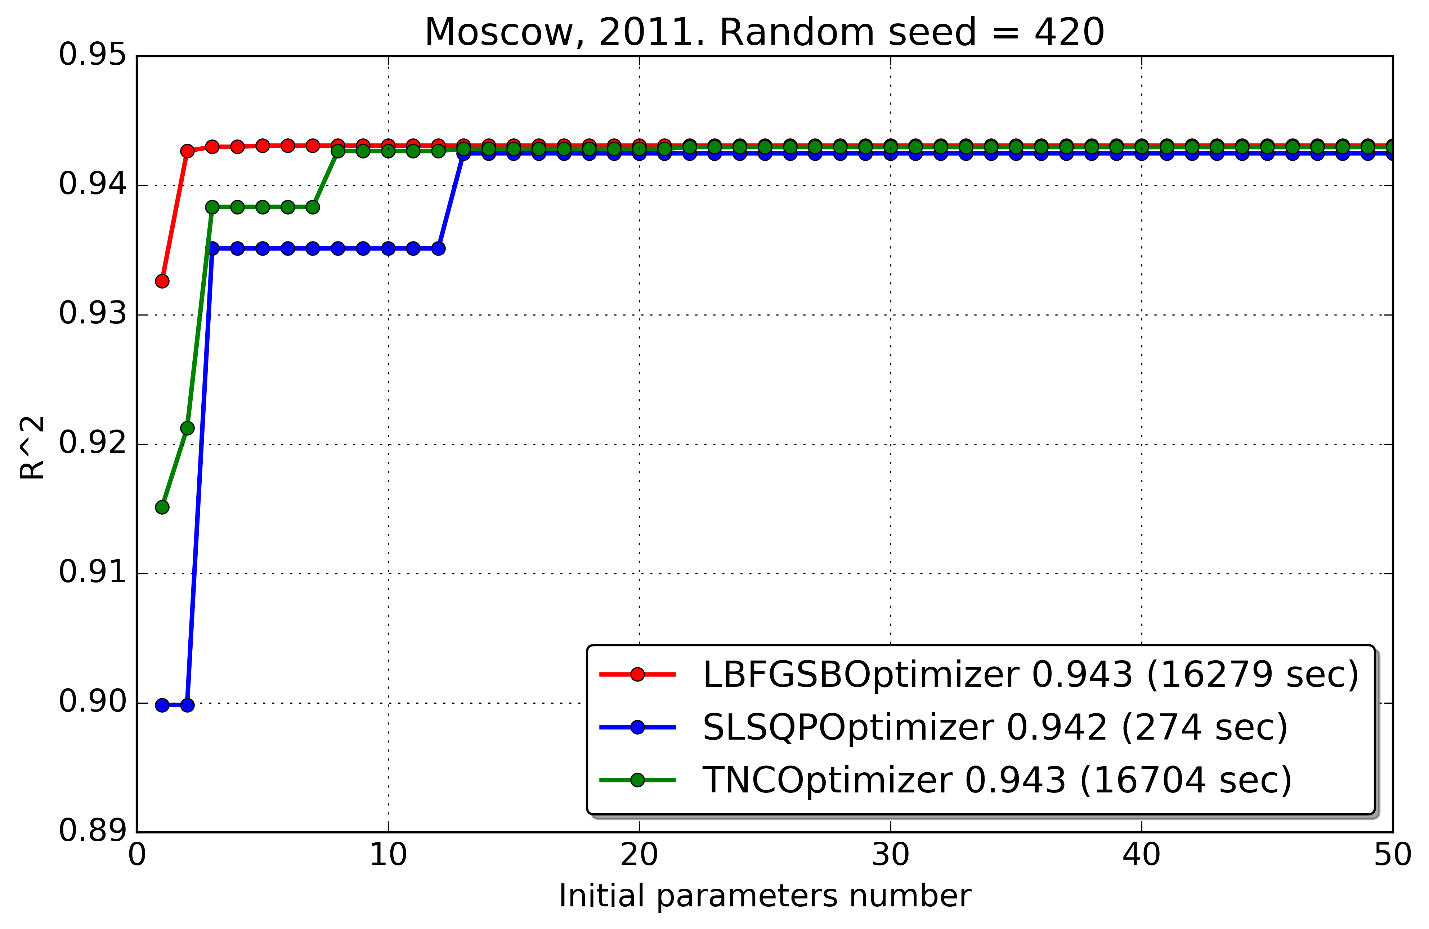 Moscow, 2011. Random seed = 420
0.95
0.94
0.93
0.92
0.91
0.90
0.89
R^2
LBFGSBOptimizer 0.943 (16279 sec)
SLSQPOptimizer 0.942 (274 sec)
TNCOptimizer 0.943 (16704 sec)
0 10 20 30 40 50
Initial parameters number